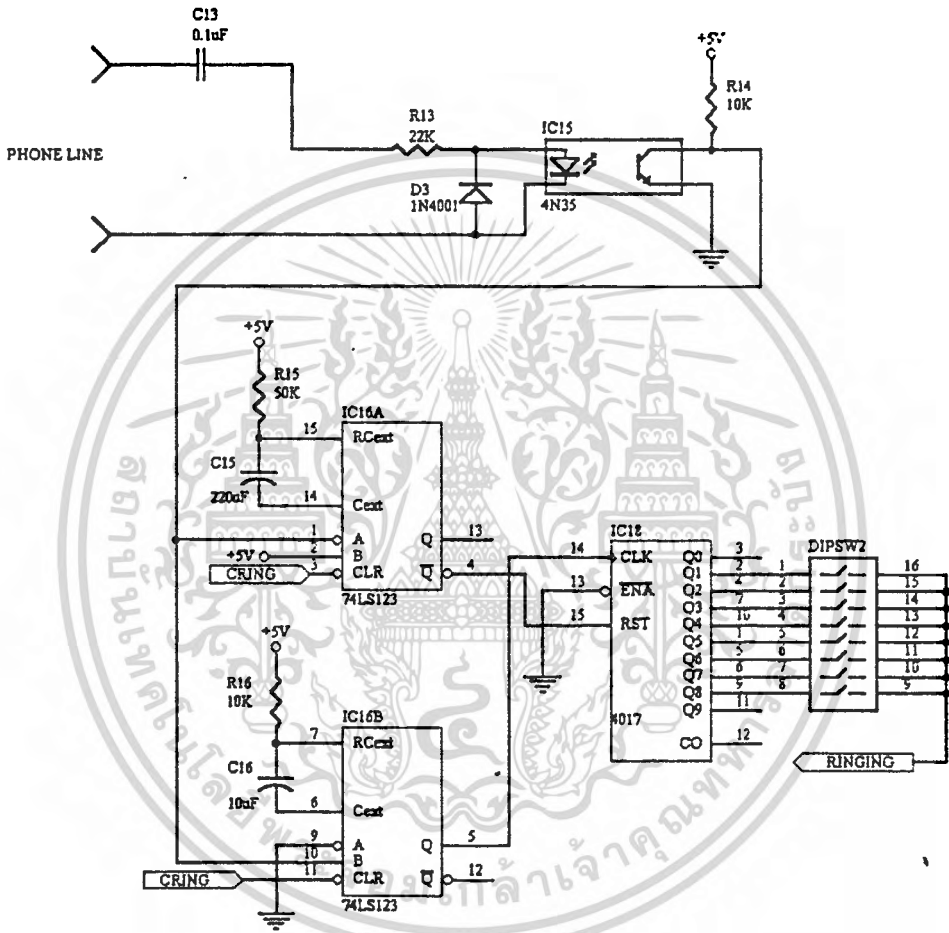 C13
0.1uF
+5V
R14
10K
R13
22K
IC15
PHONE LINE
D3
1N4001
4N35
+5V
R15
50K
IC16A
15
RCext
C15
220uF
14
Cext
1
A
Q
13
+5V
2
B
3
CLR
Q
4
CRING
74LS123
IC18
14
CLK
Q0
3
13
ENA
Q1
2
Q2
4
15
RST
Q3
7
Q4
10
Q5
1
Q6
5
Q7
6
Q8
9
Q9
11
4017
CO
12
DIPSW2
1
16
2
15
3
14
4
13
5
12
6
11
7
10
8
9
RINGING
+5V
R16
10K
IC16B
7
RCext
C16
10uF
6
Cext
9
A
Q
5
10
B
11
CLR
Q
12
CRING
74LS123